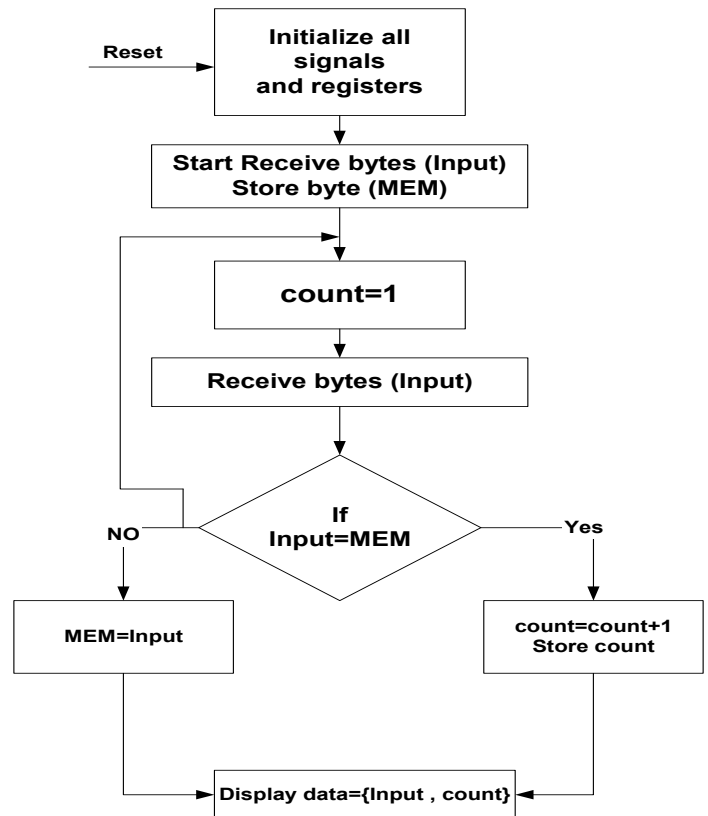 Reset
Initialize all
signals
and registers
Start Receive bytes (Input)
Store byte (MEM)
count=1
Receive bytes (Input)
If
Input=MEM
NO
Yes
MEM=Input
count=count+1
Store count
Display data={Input , count}